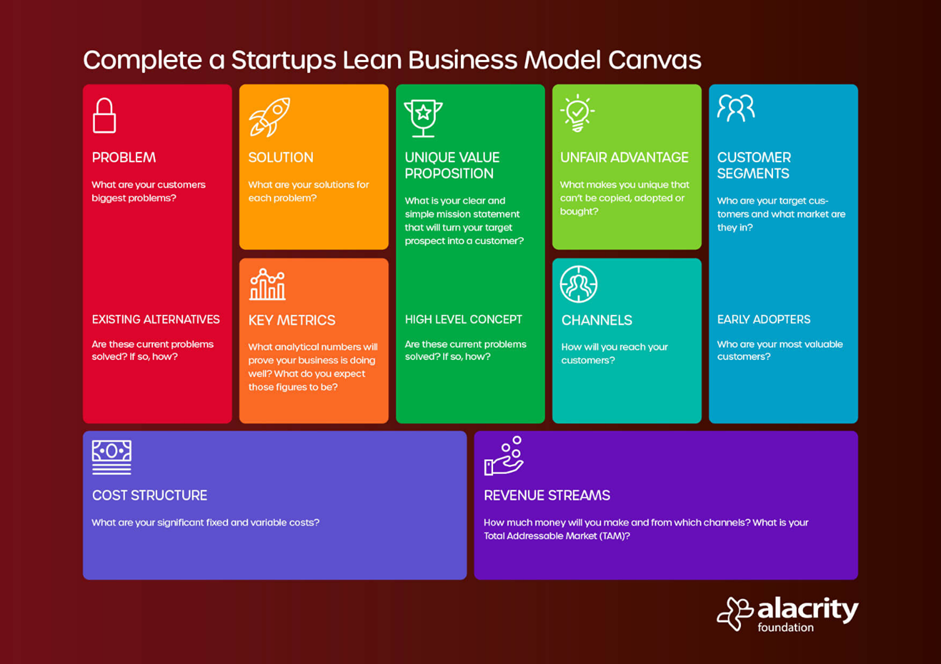 Complete a Startups Lean Business Model Canvas
PROBLEM
What are your customers
biggest problems?
EXISTING ALTERNATIVES
Are these current problems
solved? If so, how?
SOLUTION
What are your solutions for
each problem?
KEY METRICS
What analytical numbers will
prove your business is doing
well? What do you expect
those figures to be?
UNIQUE VALUE
PROPOSITION
What is your clear and
simple mission statement
that will turn your target
prospect into a customer?
HIGH LEVEL CONCEPT
Are these current problems
solved? If so, how?
UNFAIR ADVANTAGE
What makes you unique that
can't be copied, adopted or
bought?
CHANNELS
How will you reach your
customers?
CUSTOMER
SEGMENTS
Who are your target cus-
tomers and what market are
they in?
EARLY ADOPTERS
Who are your most valuable
customers?
COST STRUCTURE
What are your significant fixed and variable costs?
REVENUE STREAMS
How much money will you make and from which channels? What is your
Total Addressable Market (TAM)?
alacrity
foundation